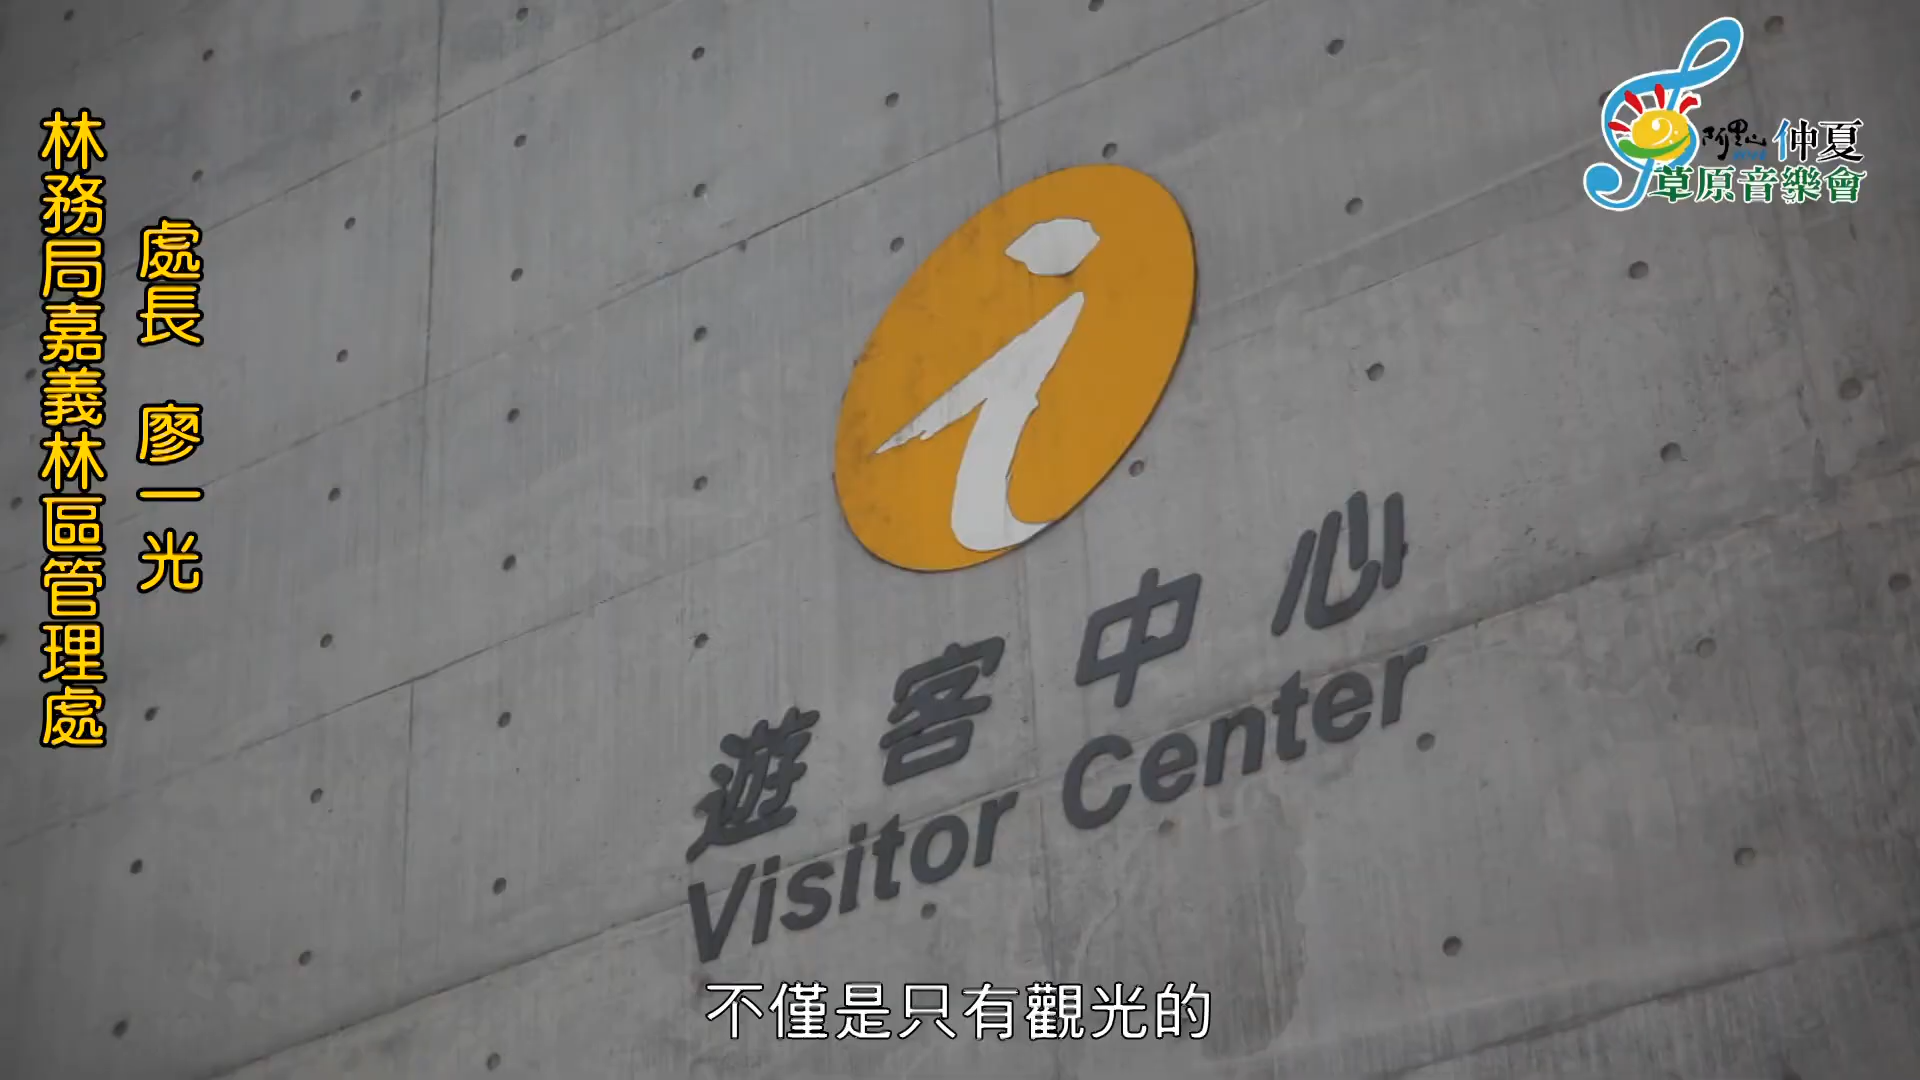 林務局嘉義林區管理處
處長 廖一光
阿里山 仲夏
草原音樂會
遊客中心
Visitor Center
不僅是只有觀光的